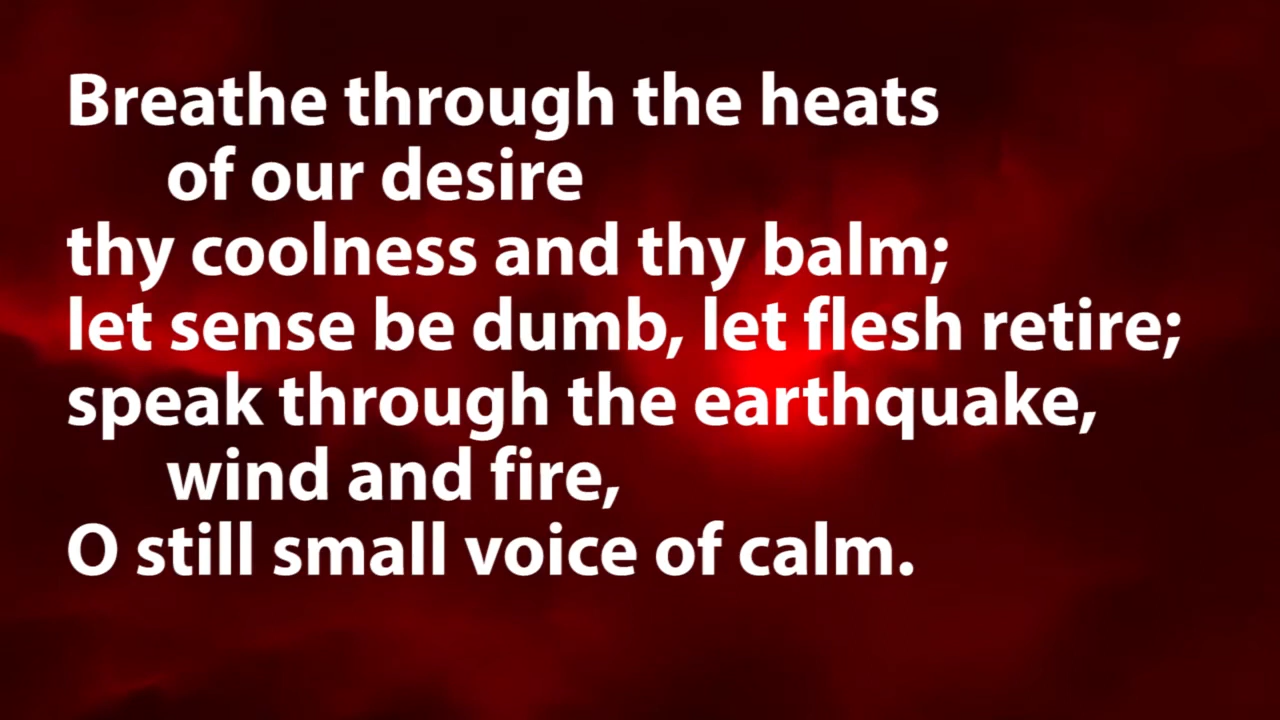 Breathe through the heats
of our desire
thy coolness and thy balm;
let sense be dumb, let flesh retire;
speak through the earthquake,
wind and fire,
O still small voice of calm.